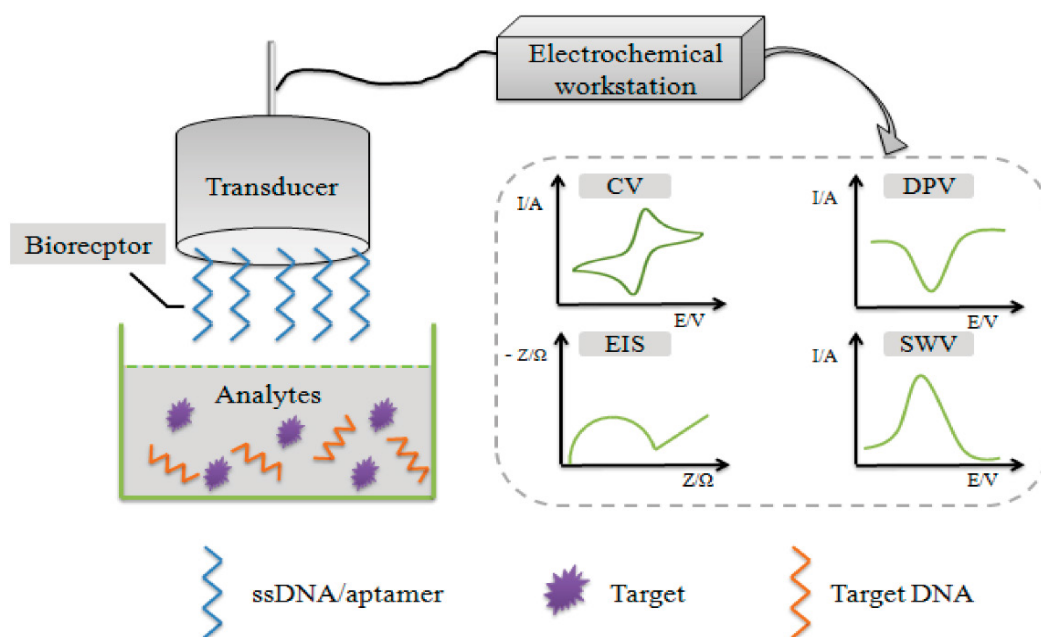 Electrochemical
workstation
Transducer
Biorecptor
Analytes
CV
I/A
E/V
DPV
I/A
E/V
EIS
- Z/Ω
Z/Ω
SWV
I/A
E/V
ssDNA/aptamer
Target
Target DNA